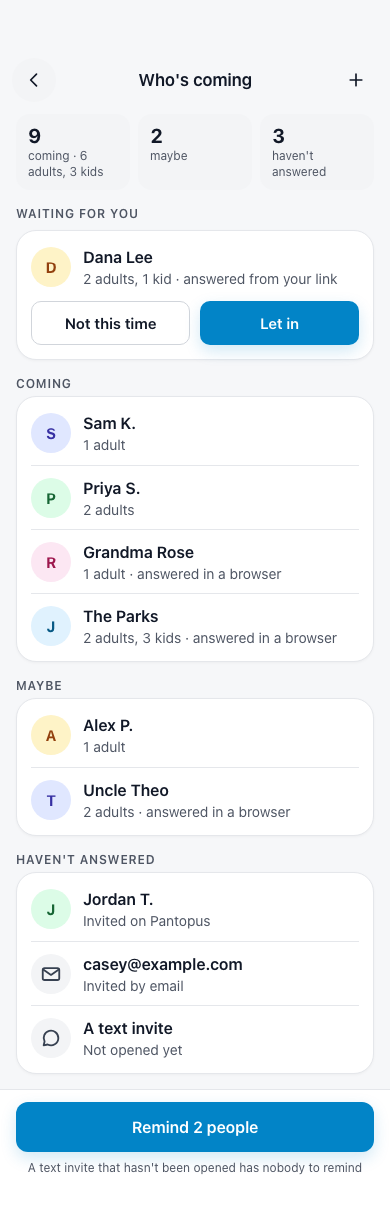 Who's coming
9
coming · 6
adults, 3 kids
2
maybe
3
haven't
answered
WAITING FOR YOU
D
Dana Lee
2 adults, 1 kid · answered from your link
Not this time
Let in
COMING
S
Sam K.
1 adult
P
Priya S.
2 adults
R
Grandma Rose
1 adult · answered in a browser
J
The Parks
2 adults, 3 kids · answered in a browser
MAYBE
A
Alex P.
1 adult
T
Uncle Theo
2 adults · answered in a browser
HAVEN'T ANSWERED
J
Jordan T.
Invited on Pantopus
casey@example.com
Invited by email
A text invite
Not opened yet
Remind 2 people
A text invite that hasn't been opened has nobody to remind